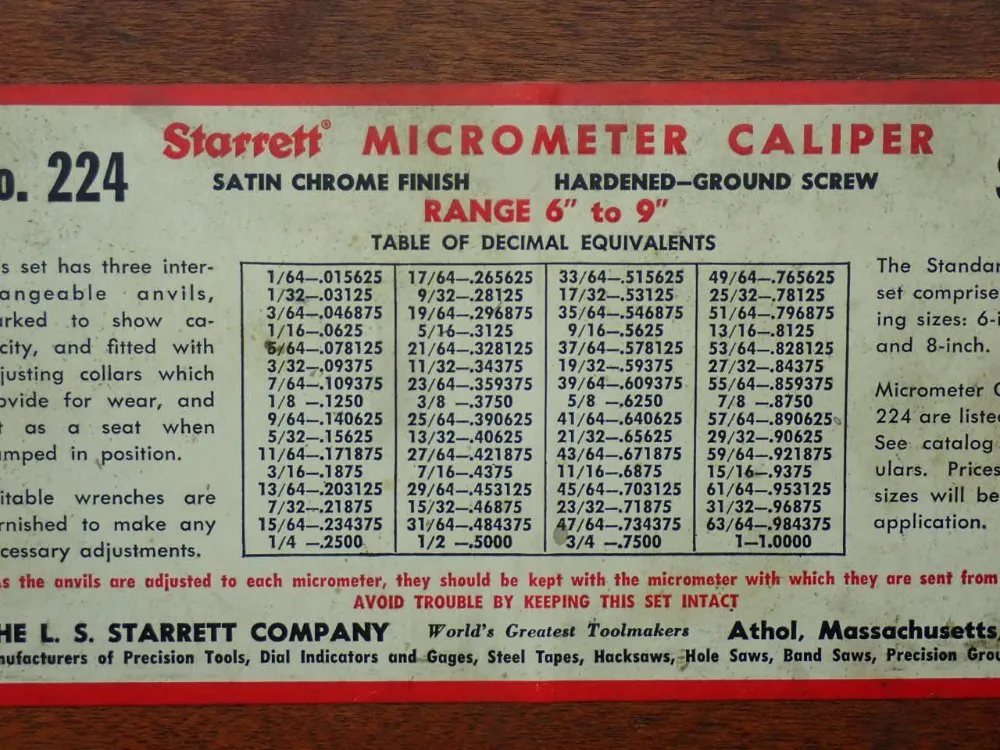 Starrett® MICROMETER CALIPER
No. 224
SATIN CHROME FINISH HARDENED—GROUND SCREW
RANGE 6" to 9"
TABLE OF DECIMAL EQUIVALENTS
s set has three inter-
angeable anvils,
arked to show ca-
city, and fitted with
justing collars which
ovide for wear, and
t as a seat when
mped in position.
itable wrenches are
rnished to make any
cessary adjustments.
1/64—.015625 17/64—.265625 33/64—.515625 49/64—.765625
1/32—.03125 9/32—.28125 17/32—.53125 25/32—.78125
3/64—.046875 19/64—.296875 35/64—.546875 51/64—.796875
1/16—.0625 5/16—.3125 9/16—.5625 13/16—.8125
5/64—.078125 21/64—.328125 37/64—.578125 53/64—.828125
3/32—.09375 11/32—.34375 19/32—.59375 27/32—.84375
7/64—.109375 23/64—.359375 39/64—.609375 55/64—.859375
1/8 —.1250 3/8 —.3750 5/8 —.6250 7/8 —.8750
9/64—.140625 25/64—.390625 41/64—.640625 57/64—.890625
5/32—.15625 13/32—.40625 21/32—.65625 29/32—.90625
11/64—.171875 27/64—.421875 43/64—.671875 59/64—.921875
3/16—.1875 7/16—.4375 11/16—.6875 15/16—.9375
13/64—.203125 29/64—.453125 45/64—.703125 61/64—.953125
7/32—.21875 15/32—.46875 23/32—.71875 31/32—.96875
15/64—.234375 31/64—.484375 47/64—.734375 63/64—.984375
1/4 —.2500 1/2 —.5000 3/4 —.7500 1—1.0000
The Standar
set comprise
ing sizes: 6-i
and 8-inch.
Micrometer C
224 are listed
See catalog
ulars. Prices
sizes will be
application.
s the anvils are adjusted to each micrometer, they should be kept with the micrometer with which they are sent from
AVOID TROUBLE BY KEEPING THIS SET INTACT
HE L. S. STARRETT COMPANY World's Greatest Toolmakers Athol, Massachusetts,
nufacturers of Precision Tools, Dial Indicators and Gages, Steel Tapes, Hacksaws, Hole Saws, Band Saws, Precision Grou